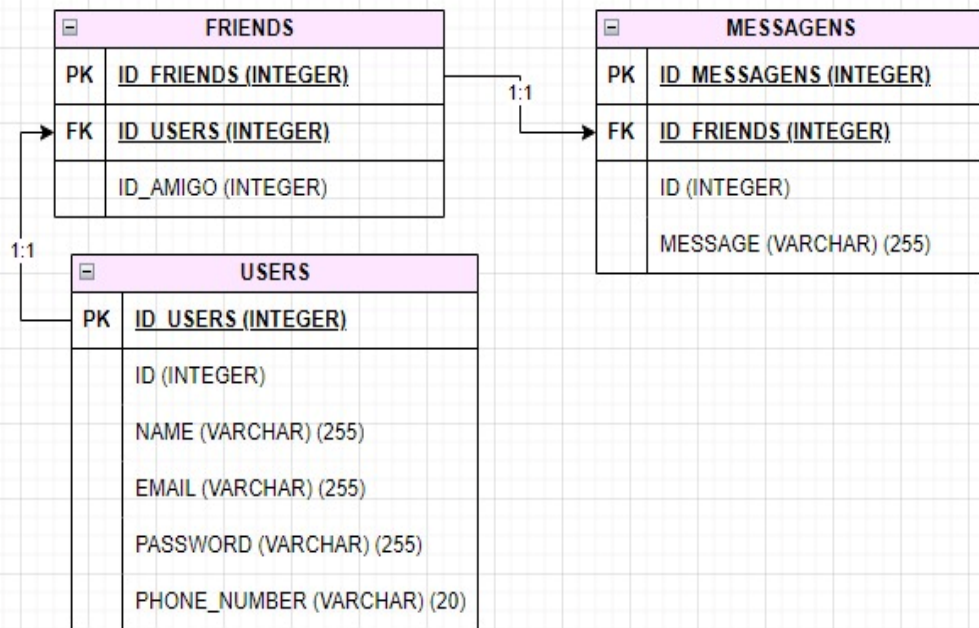 FRIENDS
PK ID_FRIENDS (INTEGER)
FK ID_USERS (INTEGER)
ID_AMIGO (INTEGER)
1:1
MESSAGENS
PK ID_MESSAGENS (INTEGER)
FK ID_FRIENDS (INTEGER)
ID (INTEGER)
MESSAGE (VARCHAR) (255)
1:1
USERS
PK ID_USERS (INTEGER)
ID (INTEGER)
NAME (VARCHAR) (255)
EMAIL (VARCHAR) (255)
PASSWORD (VARCHAR) (255)
PHONE_NUMBER (VARCHAR) (20)